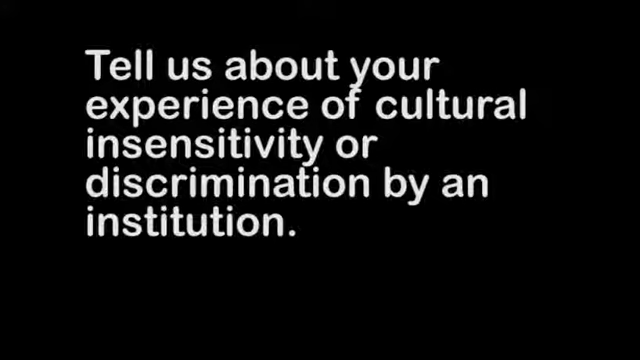 Tell us about your
experience of cultural
insensitivity or
discrimination by an
institution.